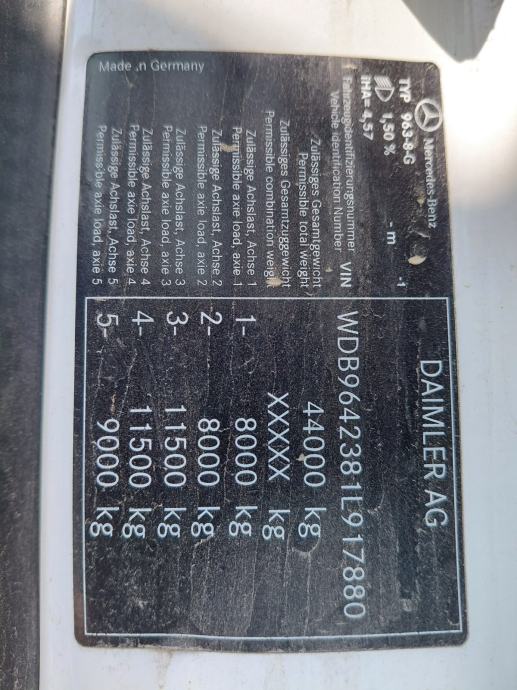 Mercedes-Benz
TYP 963-8-G
1,50 %
iHA= 4,57
- m
-1
DAIMLER AG
Fahrzeugidentifizierungsnummer
Vehicle Identification Number VIN WDB9642381L917880
Zulässiges Gesamtgewicht
Permissible total weight 44000 kg
Zulässiges Gesamtzuggewicht
Permissible combination weight XXXXX kg
Zulässige Achslast, Achse 1
Permissible axle load, axle 1 1- 8000 kg
Zulässige Achslast, Achse 2
Permissible axle load, axle 2 2- 8000 kg
Zulässige Achslast, Achse 3
Permissible axle load, axle 3 3- 11500 kg
Zulässige Achslast, Achse 4
Permissible axle load, axle 4 4- 11500 kg
Zulässige Achslast, Achse 5
Permissible axle load, axle 5 5- 9000 kg
Made in Germany